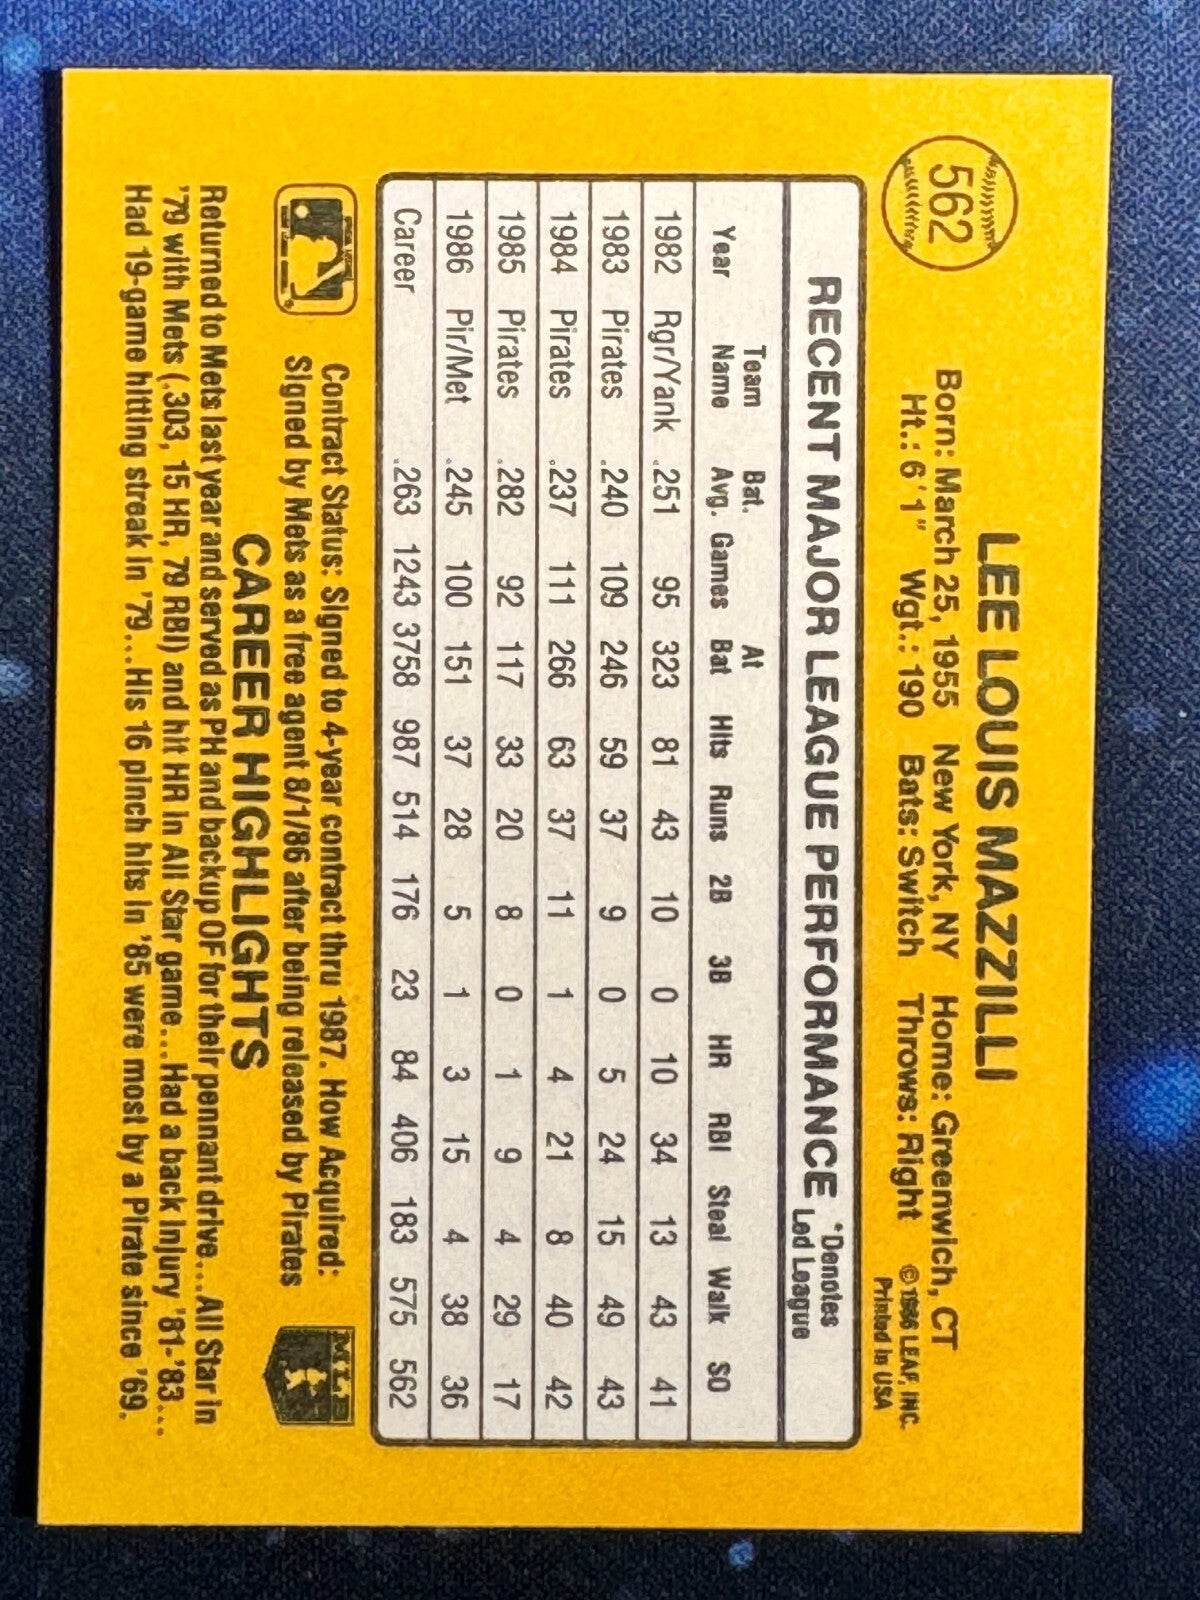 562
LEE LOUIS MAZZILLI
Born: March 25, 1955 New York, NY Home: Greenwich, CT
Ht.: 6'1" Wgt.: 190 Bats: Switch Throws: Right
© 1986 LEAF, INC.
Printed in USA
RECENT MAJOR LEAGUE PERFORMANCE *Denotes Led League
Year Team Name Bat. Avg. Games At Bat Hits Runs 2B 3B HR RBI Steal Walk SO
1982 Rgr/Yank .251 95 323 81 43 10 0 10 34 13 43 41
1983 Pirates .240 109 246 59 37 9 0 5 24 15 49 43
1984 Pirates .237 111 266 63 37 11 1 4 21 8 40 42
1985 Pirates .282 92 117 33 20 8 0 1 9 4 29 17
1986 Pir/Met .245 100 151 37 28 5 1 3 15 4 38 36
Career .263 1243 3758 987 514 176 23 84 406 183 575 562
Contract Status: Signed to 4-year contract thru 1987. How Acquired:
Signed by Mets as a free agent 8/1/86 after being released by Pirates
MLP
CAREER HIGHLIGHTS
Returned to Mets last year and served as PH and backup OF for their pennant drive...All Star in
'79 with Mets (.303, 15 HR, 79 RBI) and hit HR in All Star game...Had a back injury '81-'83...
Had 19-game hitting streak in '79...His 16 pinch hits in '85 were most by a Pirate since '69.